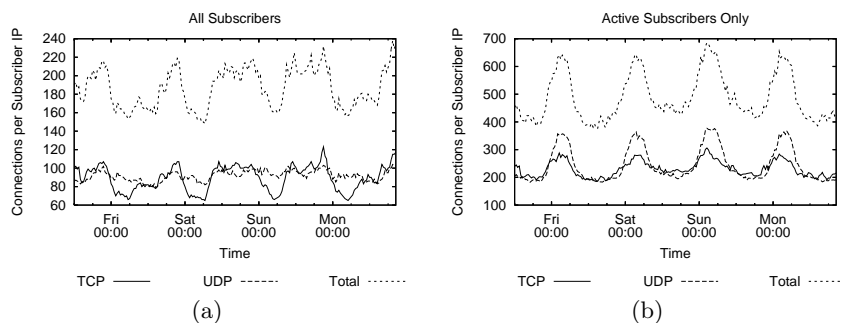 All Subscribers
Connections per Subscriber IP
240
220
200
180
160
140
120
100
80
60
Fri
00:00
Sat
00:00
Sun
00:00
Mon
00:00
Time
TCP
UDP
Total
(a)
Active Subscribers Only
Connections per Subscriber IP
700
600
500
400
300
200
100
Fri
00:00
Sat
00:00
Sun
00:00
Mon
00:00
Time
TCP
UDP
Total
(b)